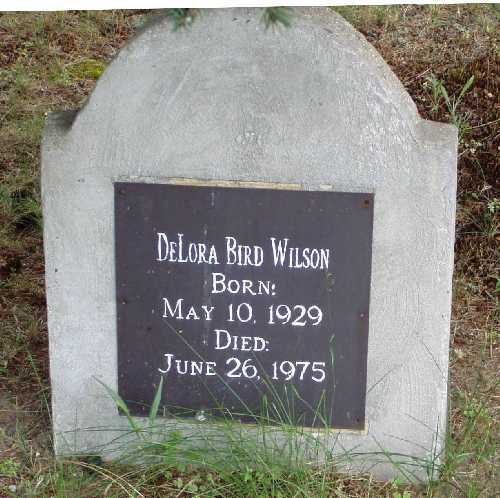 DeLora Bird Wilson
Born:
May 10, 1929
Died:
June 26, 1975